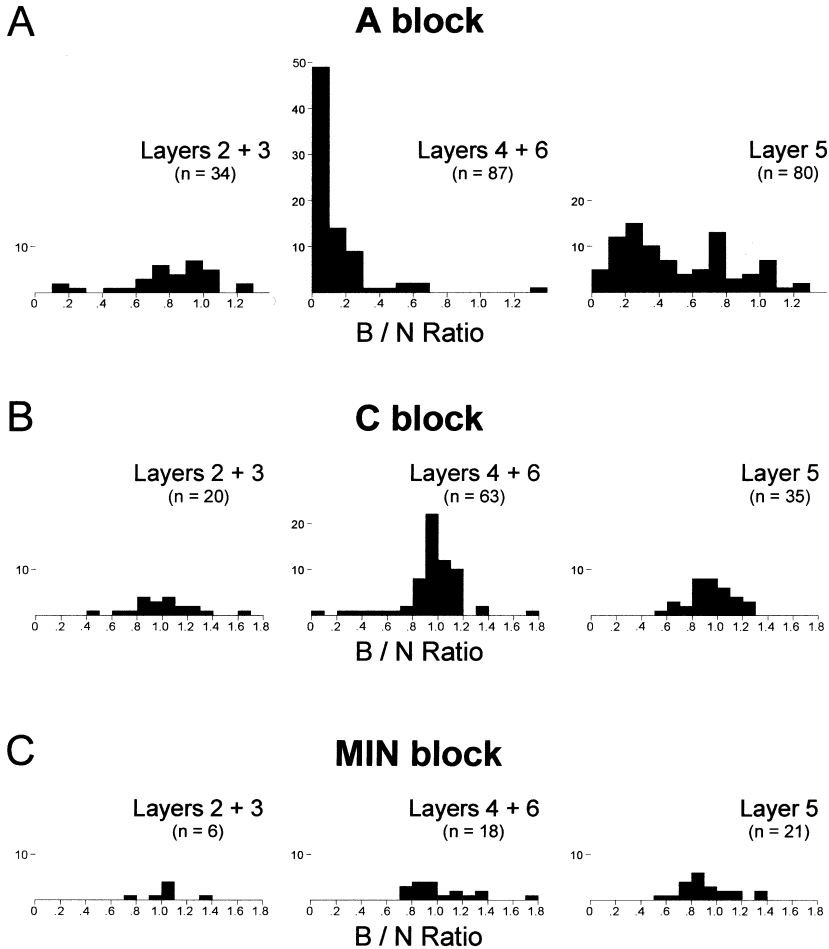 A
A block
Layers 2 + 3
(n = 34)
10
0 .2 .4 .6 .8 1.0 1.2
Layers 4 + 6
(n = 87)
50
40
30
20
10
0 .2 .4 .6 .8 1.0 1.2
Layer 5
(n = 80)
20
10
0 .2 .4 .6 .8 1.0 1.2
B / N Ratio
B
C block
Layers 2 + 3
(n = 20)
10
0 .2 .4 .6 .8 1.0 1.2 1.4 1.6 1.8
Layers 4 + 6
(n = 63)
20
10
0 .2 .4 .6 .8 1.0 1.2 1.4 1.6 1.8
Layer 5
(n = 35)
10
0 .2 .4 .6 .8 1.0 1.2 1.4 1.6 1.8
B / N Ratio
C
MIN block
Layers 2 + 3
(n = 6)
10
0 .2 .4 .6 .8 1.0 1.2 1.4 1.6 1.8
Layers 4 + 6
(n = 18)
10
0 .2 .4 .6 .8 1.0 1.2 1.4 1.6 1.8
Layer 5
(n = 21)
10
0 .2 .4 .6 .8 1.0 1.2 1.4 1.6 1.8
B / N Ratio